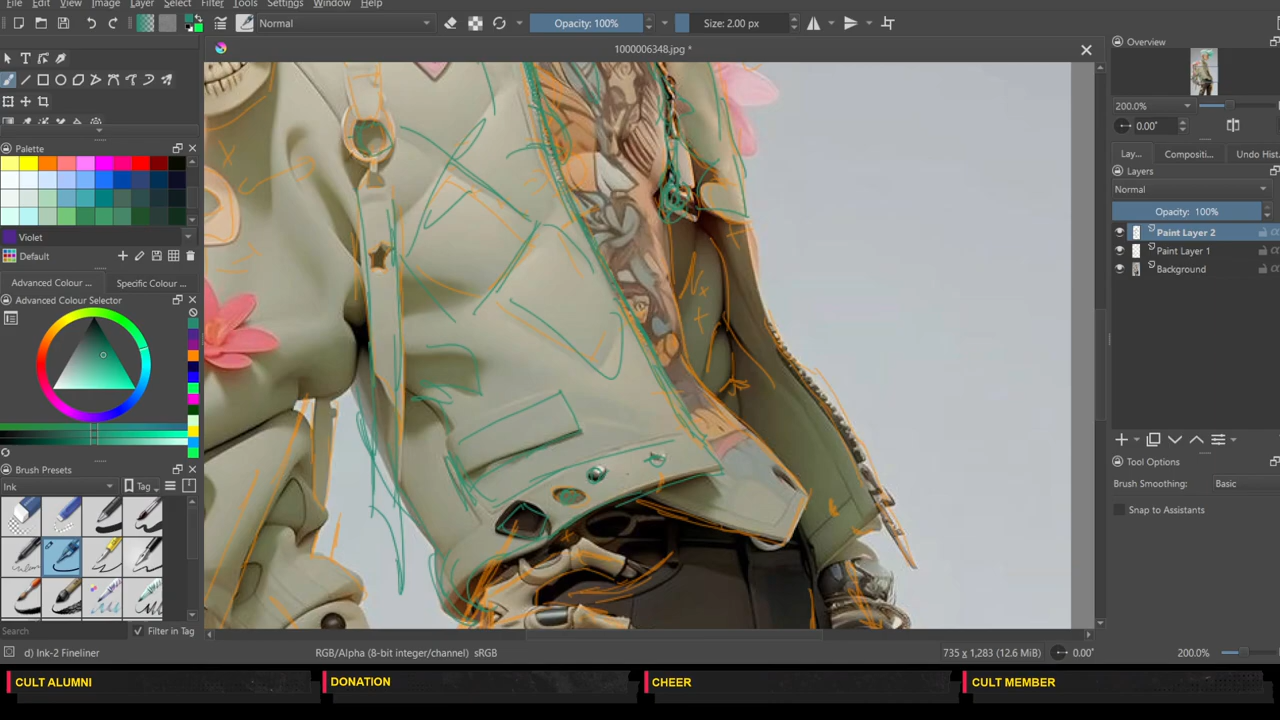 File Edit View Image Layer Select Filter Tools Settings Window Help
Normal
Opacity: 100%
Size: 2.00 px
1000006348.jpg *
Overview
200.0%
0.00°
Lay... Compositi... Undo Hist.
Layers
Normal
Opacity: 100%
Paint Layer 2
Paint Layer 1
Background
Tool Options
Brush Smoothing: Basic
Snap to Assistants
Palette
Violet
Default
Advanced Colour ... Specific Colour ...
Advanced Colour Selector
Brush Presets
Ink
Tag
Search
Filter in Tag
d) Ink-2 Fineliner
RGB/Alpha (8-bit integer/channel) sRGB
735 x 1,283 (12.6 MiB)
0.00°
200.0%
CULT ALUMNI
DONATION
CHEER
CULT MEMBER